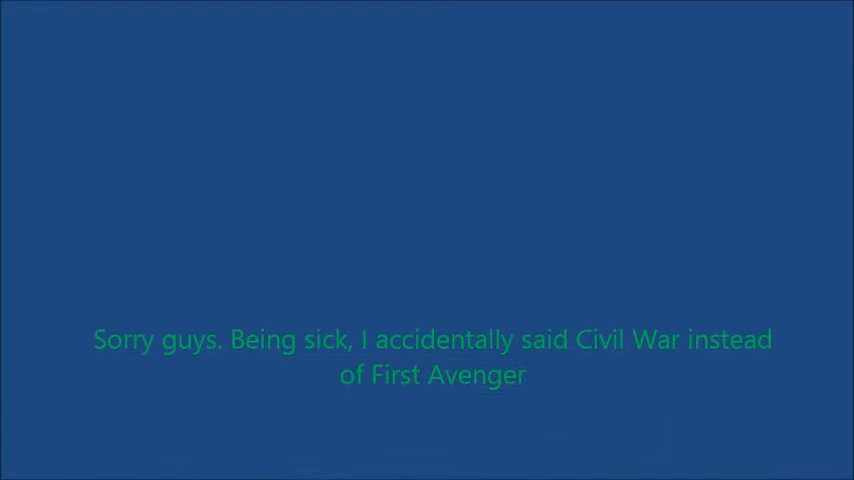 Sorry guys. Being sick, I accidentally said Civil War instead
of First Avenger